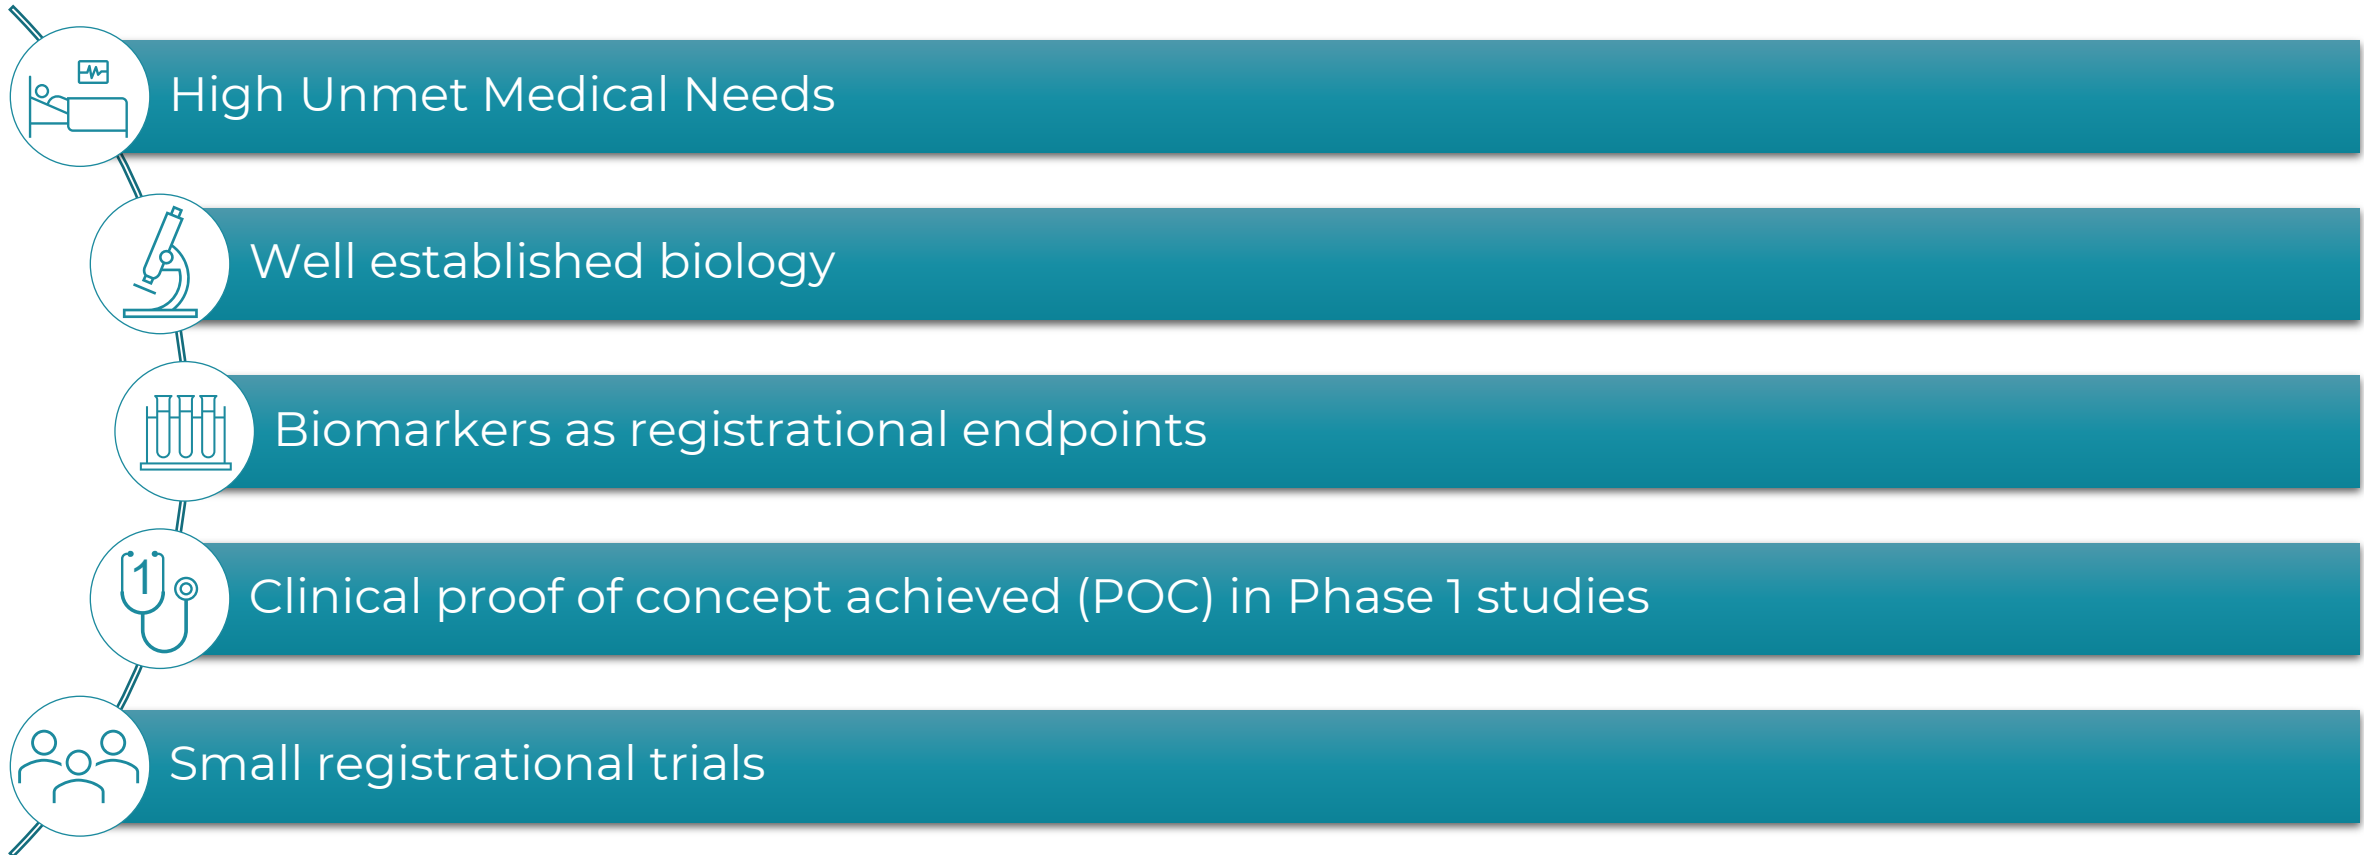 High Unmet Medical Needs
Well established biology
Biomarkers as registrational endpoints
1
Clinical proof of concept achieved (POC) in Phase 1 studies
Small registrational trials